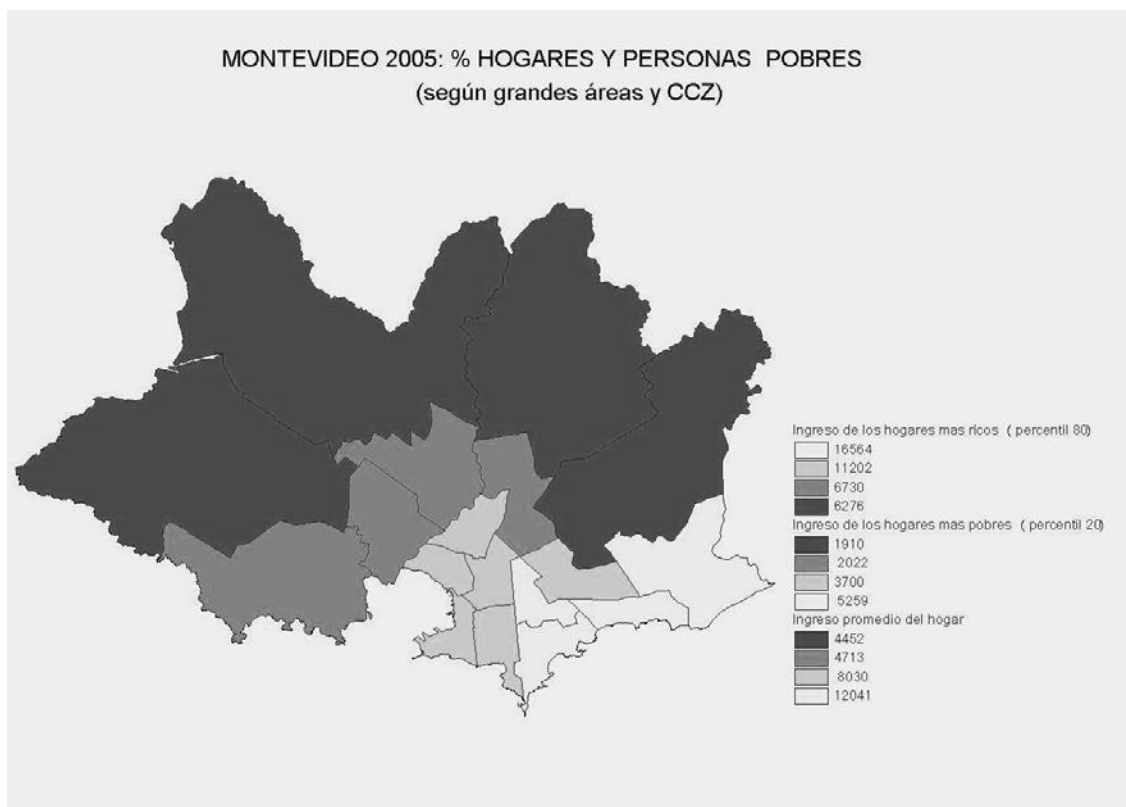 MONTEVIDEO 2005: % HOGARES Y PERSONAS POBRES
(según grandes áreas y CCZ)
Ingreso de los hogares mas ricos ( percentil 80)
16564
11202
6730
6276
Ingreso de los hogares mas pobres ( percentil 20)
1910
2022
3700
5259
Ingreso promedio del hogar
4452
4713
8030
12041